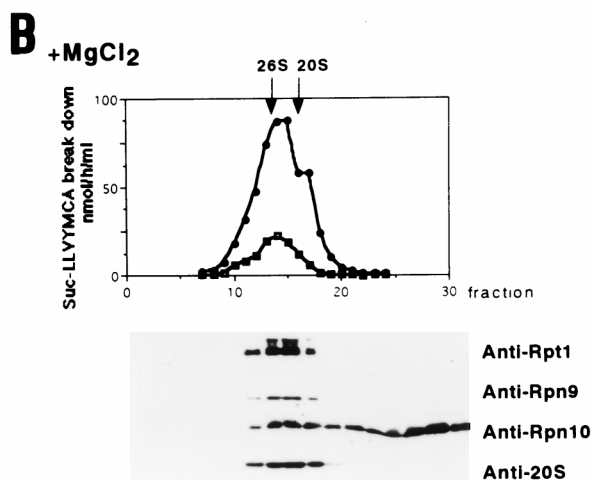 B +MgCl2
26S 20S
100
50
0
Suc-LLVYYMCA break down
nmol/h/ml
0 10 20 30 fraction
Anti-Rpt1
Anti-Rpn9
Anti-Rpn10
Anti-20S